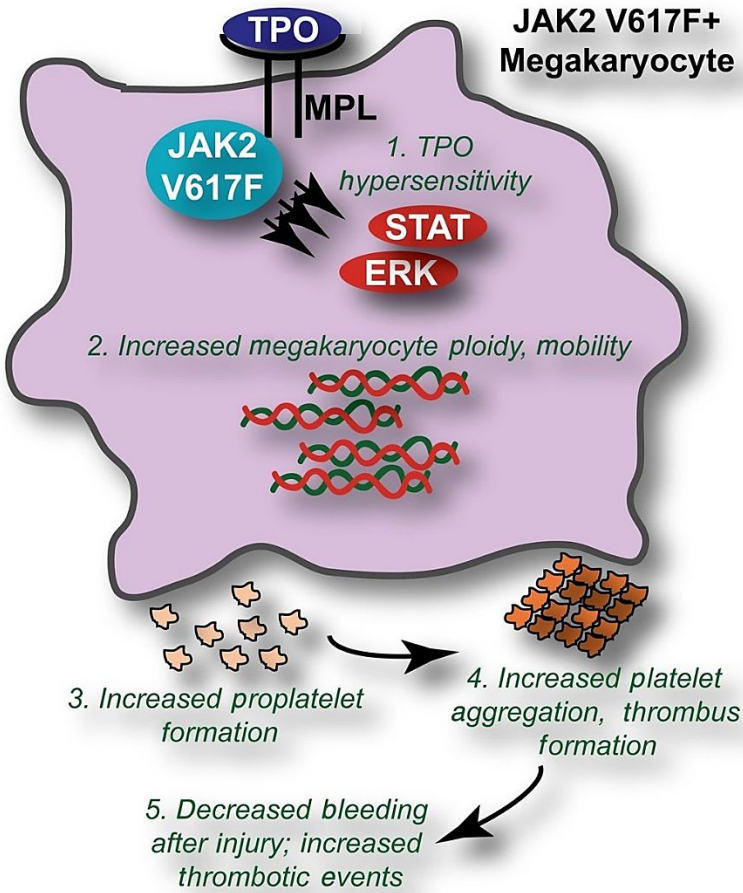 JAK2 V617F+
Megakaryocyte
TPO
MPL
JAK2
V617F
1. TPO
hypersensitivity
STAT
ERK
2. Increased megakaryocyte ploidy, mobility
3. Increased proplatelet
formation
4. Increased platelet
aggregation, thrombus
formation
5. Decreased bleeding
after injury; increased
thrombotic events